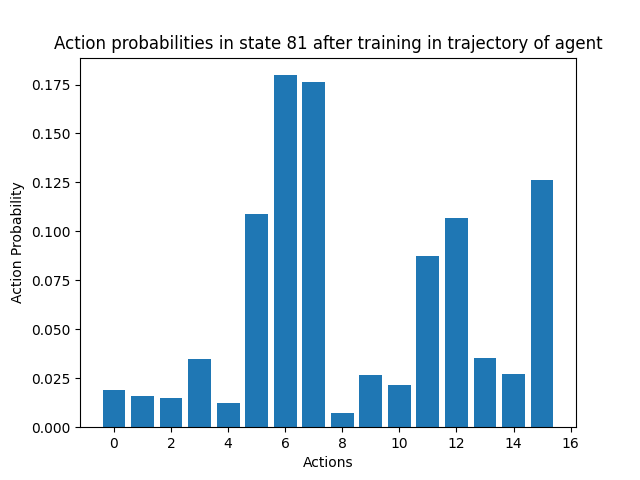 Action probabilities in state 81 after training in trajectory of agent
0.175
0.150
0.125
0.100
0.075
0.050
0.025
0.000
Action Probability
0 2 4 6 8 10 12 14 16
Actions